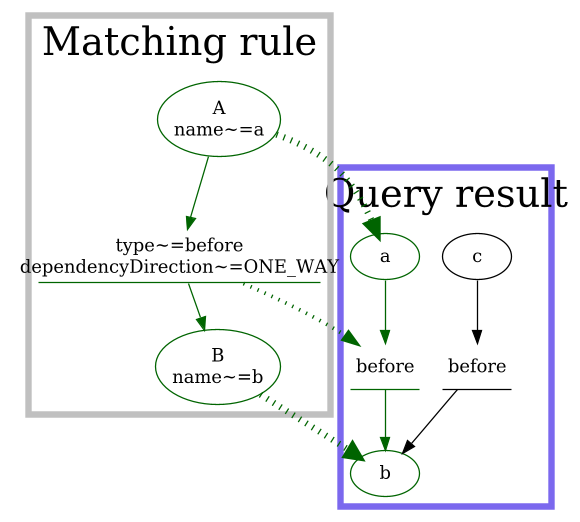 Matching rule
A
name~=a
type~=before
dependencyDirection~=ONE_WAY
B
name~=b
Query result
a
c
before
before
b